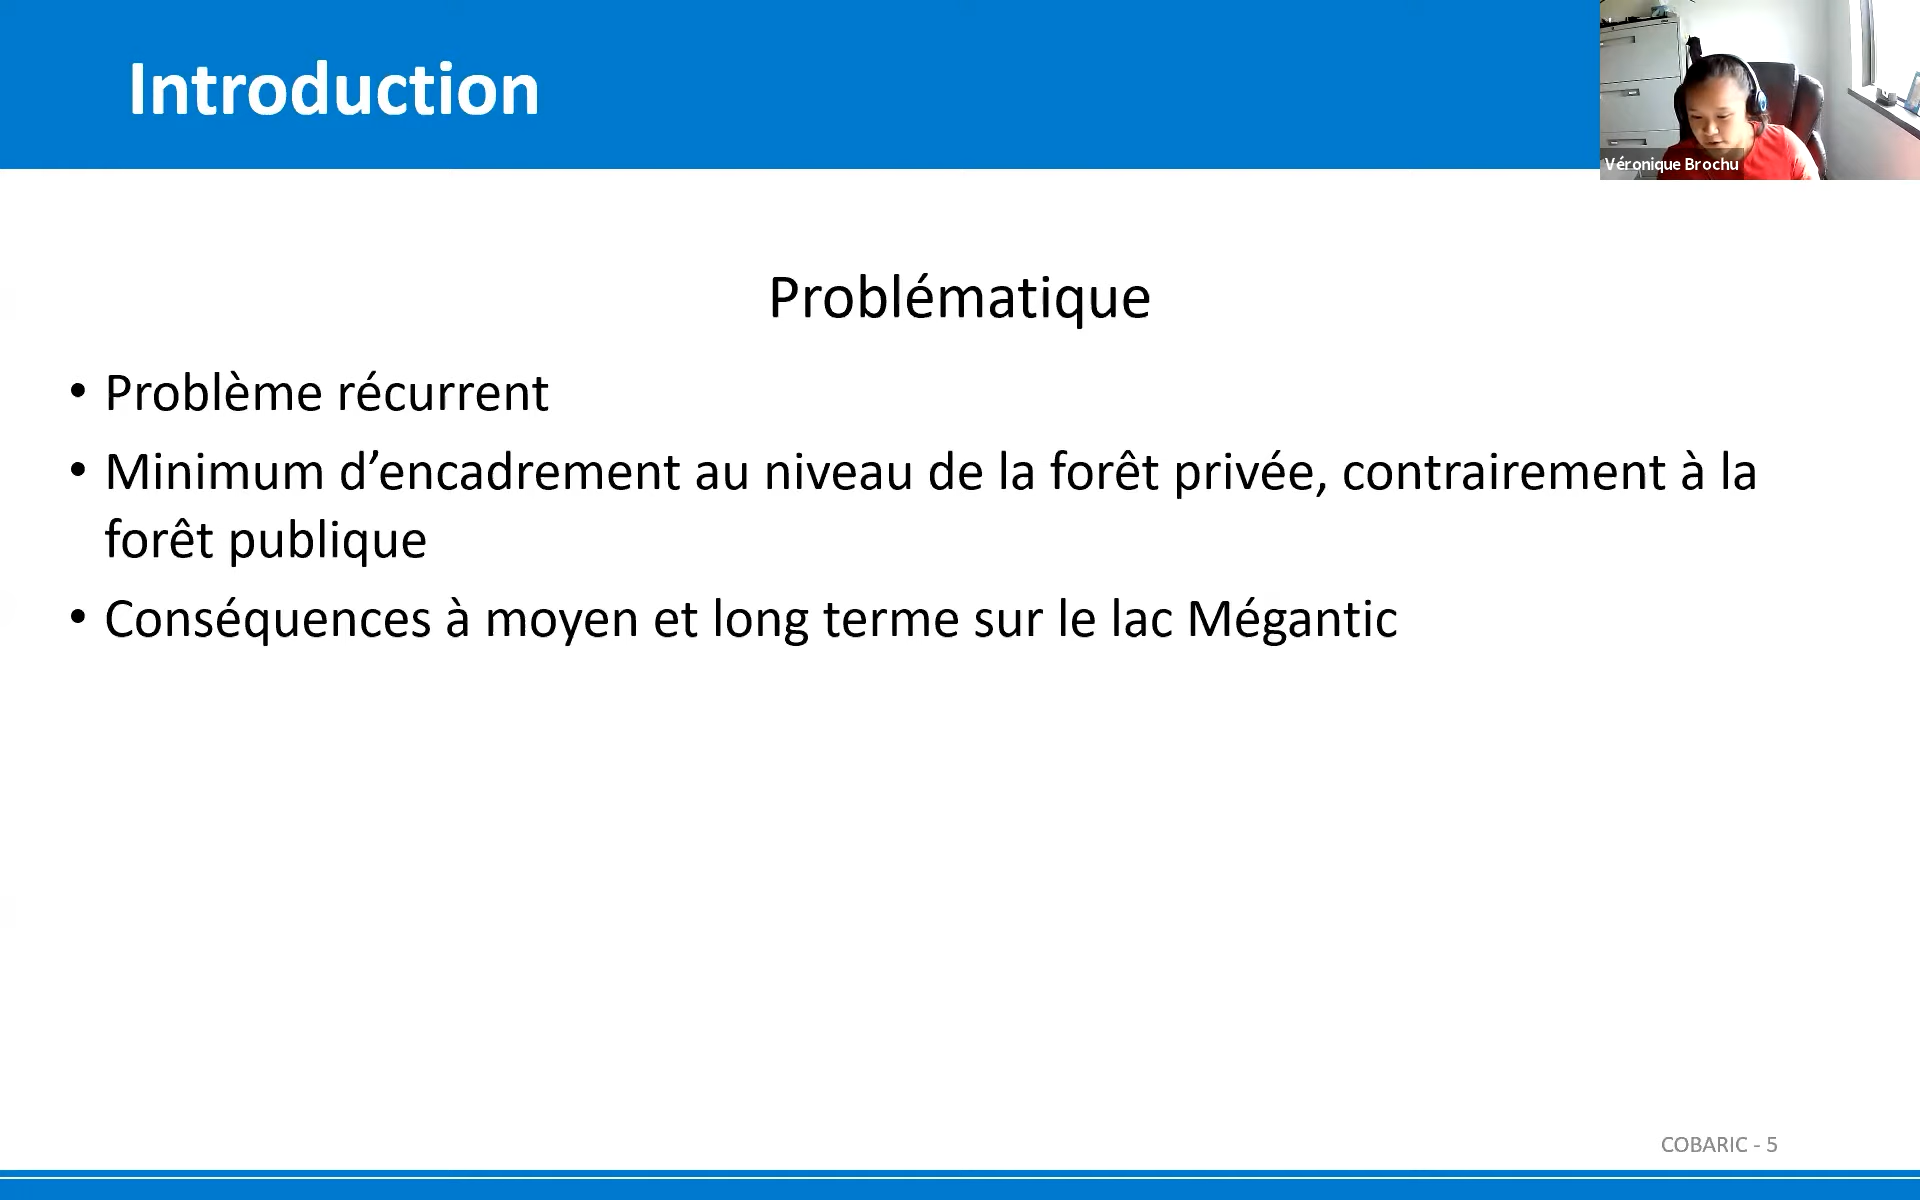 Introduction
Véronique Brochu
Problématique
• Problème récurrent
• Minimum d’encadrement au niveau de la forêt privée, contrairement à la
forêt publique
• Conséquences à moyen et long terme sur le lac Mégantic
COBARIC - 5